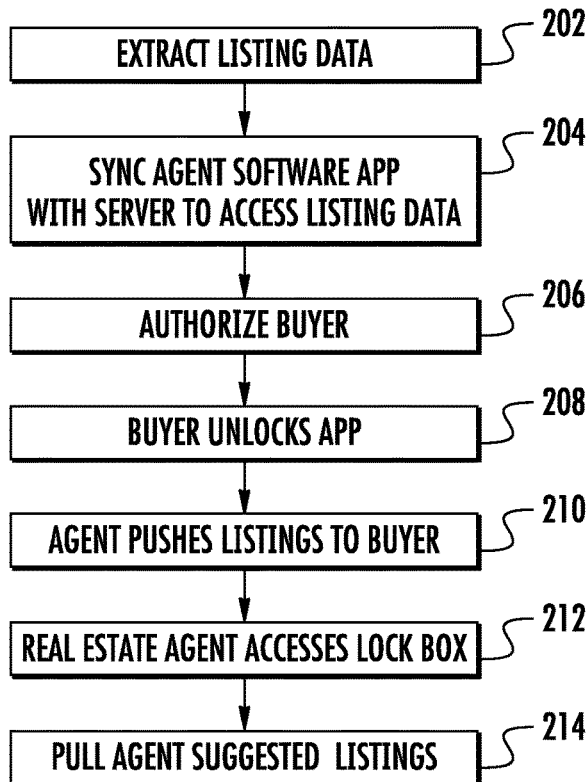 202
EXTRACT LISTING DATA
204
SYNC AGENT SOFTWARE APP
WITH SERVER TO ACCESS LISTING DATA
206
AUTHORIZE BUYER
208
BUYER UNLOCKS APP
210
AGENT PUSHES LISTINGS TO BUYER
212
REAL ESTATE AGENT ACCESSES LOCK BOX
214
PULL AGENT SUGGESTED LISTINGS